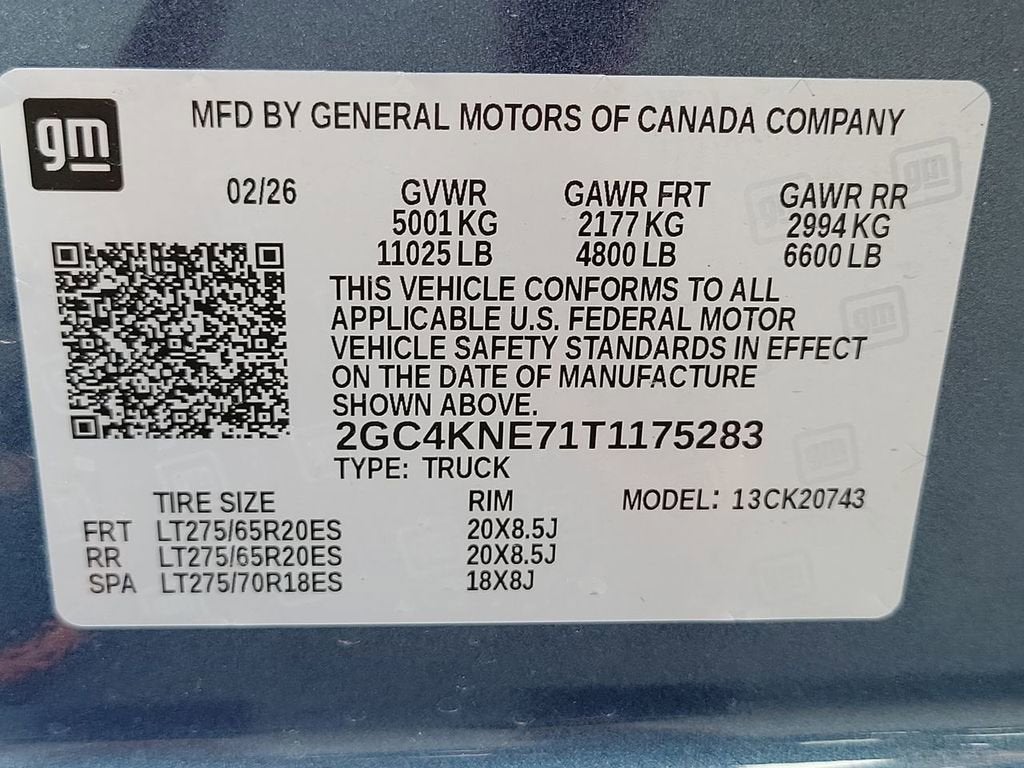 gm
MFD BY GENERAL MOTORS OF CANADA COMPANY
02/26 GVWR GAWR FRT GAWR RR
5001 KG 2177 KG 2994 KG
11025 LB 4800 LB 6600 LB
THIS VEHICLE CONFORMS TO ALL
APPLICABLE U.S. FEDERAL MOTOR
VEHICLE SAFETY STANDARDS IN EFFECT
ON THE DATE OF MANUFACTURE
SHOWN ABOVE.
2GC4KNE71T1175283
TYPE: TRUCK
TIRE SIZE RIM MODEL: 13CK20743
FRT LT275/65R20ES 20X8.5J
RR LT275/65R20ES 20X8.5J
SPA LT275/70R18ES 18X8J